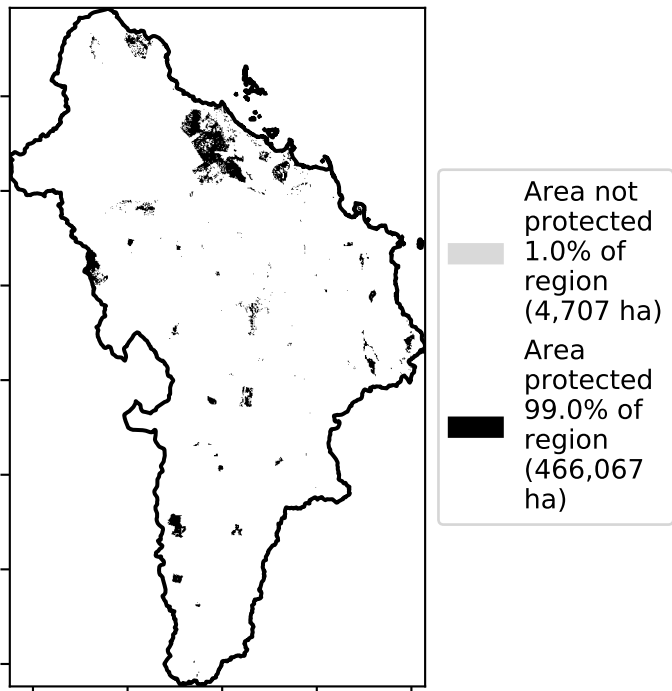 Area not
protected
1.0% of
region
(4,707 ha)
Area
protected
99.0% of
region
(466,067
ha)